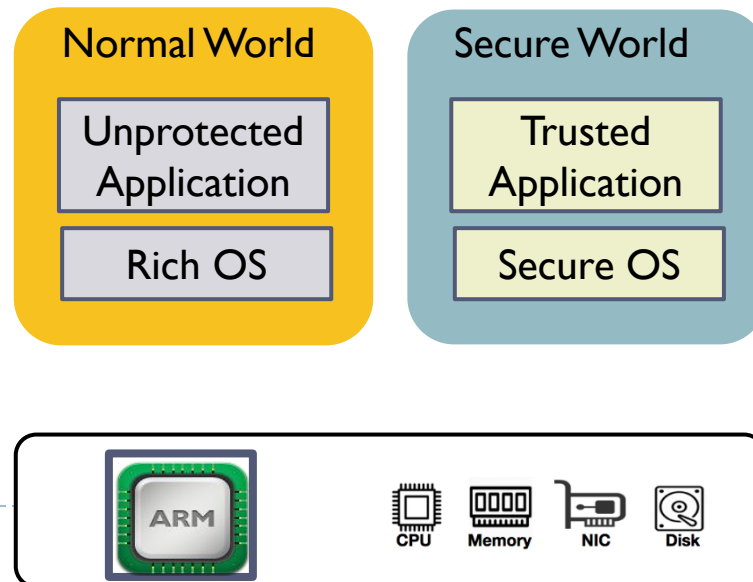 Normal World
Secure World
Unprotected
Application
Trusted
Application
Rich OS
Secure OS
ARM
CPU
Memory
NIC
Disk